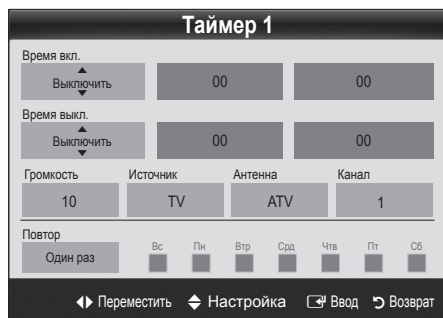 Таймер 1
Время вкл.
Выключить 00 00
Время выкл.
Выключить 00 00
Громкость Источник Антенна Канал
10 TV ATV 1
Повтор
Вс Пн Втр Срд Чтв Пт Сб
Один раз
Переместить Настройка Ввод Возврат